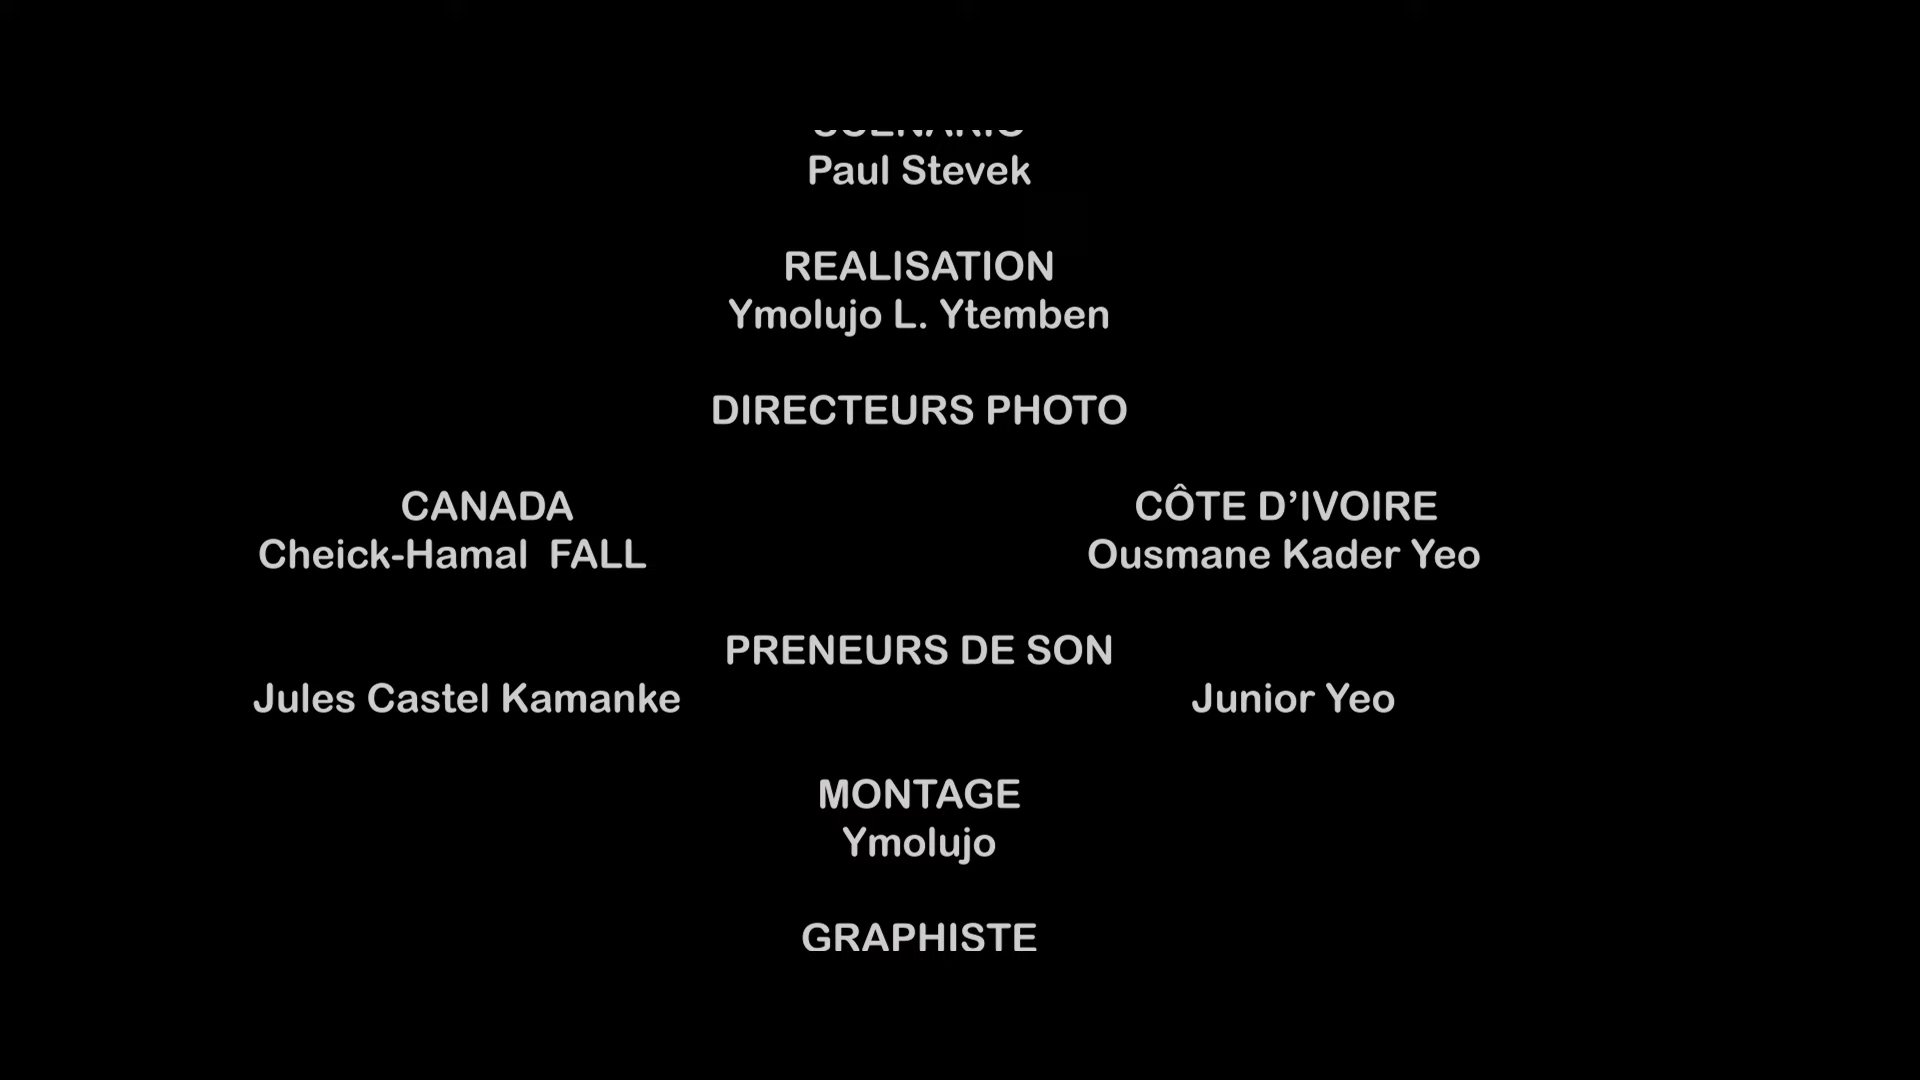 SCENARIO
Paul Stevek
REALISATION
Ymolujo L. Ytemben
DIRECTEURS PHOTO
CANADA CÔTE D’IVOIRE
Cheick-Hamal FALL Ousmane Kader Yeo
PRENEURS DE SON
Jules Castel Kamanke Junior Yeo
MONTAGE
Ymolujo
GRAPHISTE